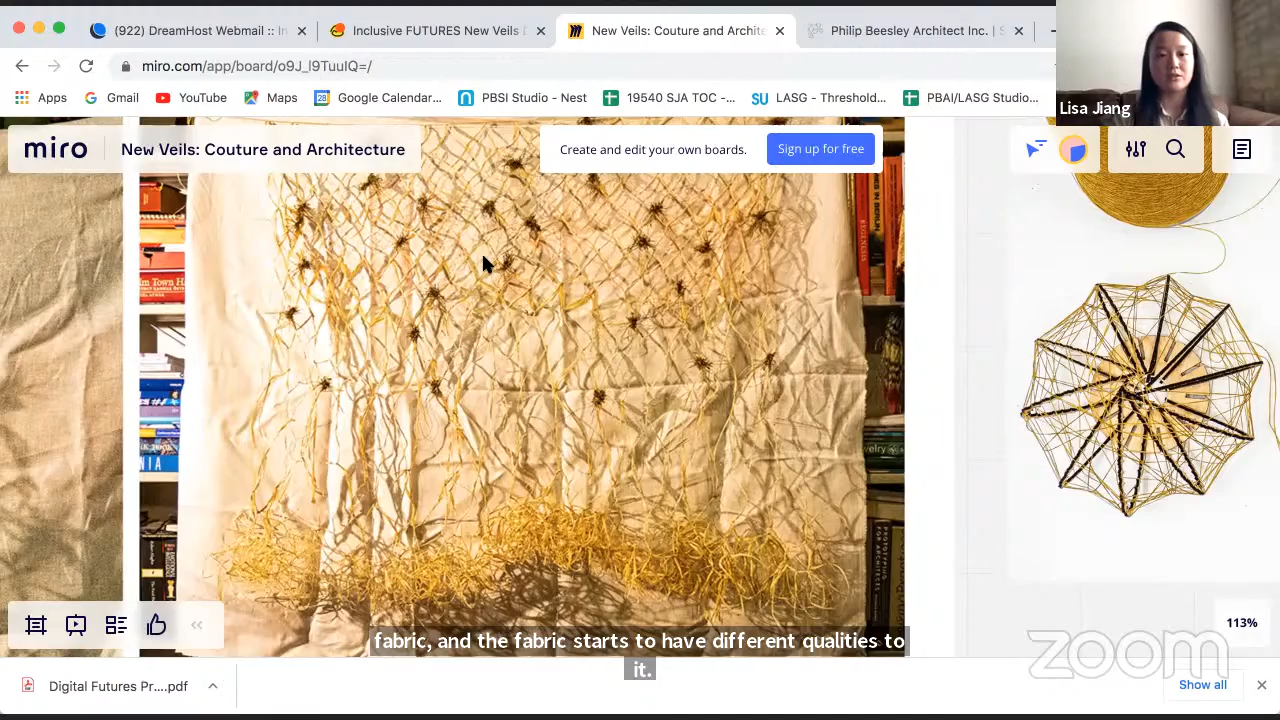 (922) DreamHost Webmail :: In
Inclusive FUTURES New Veils D
New Veils: Couture and Archite
Philip Beesley Architect Inc. | S
miro.com/app/board/o9J_l9TuuIQ=/
Apps
Gmail
YouTube
Maps
Google Calendar...
PBSI Studio - Nest
19540 SJA TOC -...
SU LASG - Threshold...
PBAI/LASG Studio...
Lisa Jiang
miro
New Veils: Couture and Architecture
Create and edit your own boards.
Sign up for free
113%
fabric, and the fabric starts to have different qualities to
it.
zoom
Digital Futures Pr....pdf
Show all